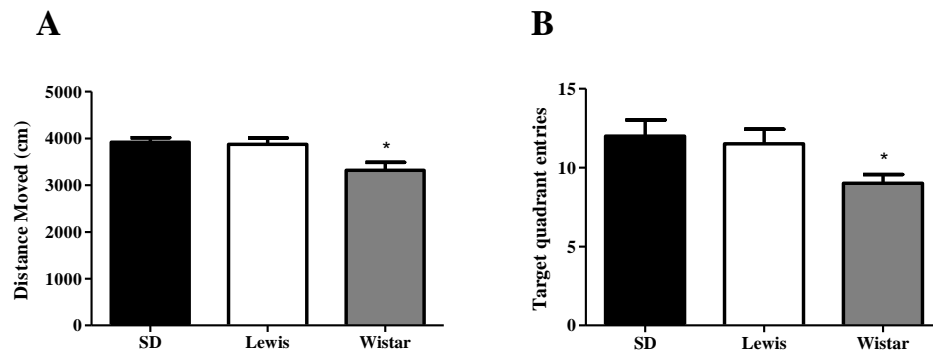 A
Distance Moved (cm)
5000
4000
3000
2000
1000
0
*
SD Lewis Wistar
B
Target quadrant entries
15
10
5
0
*
SD Lewis Wistar